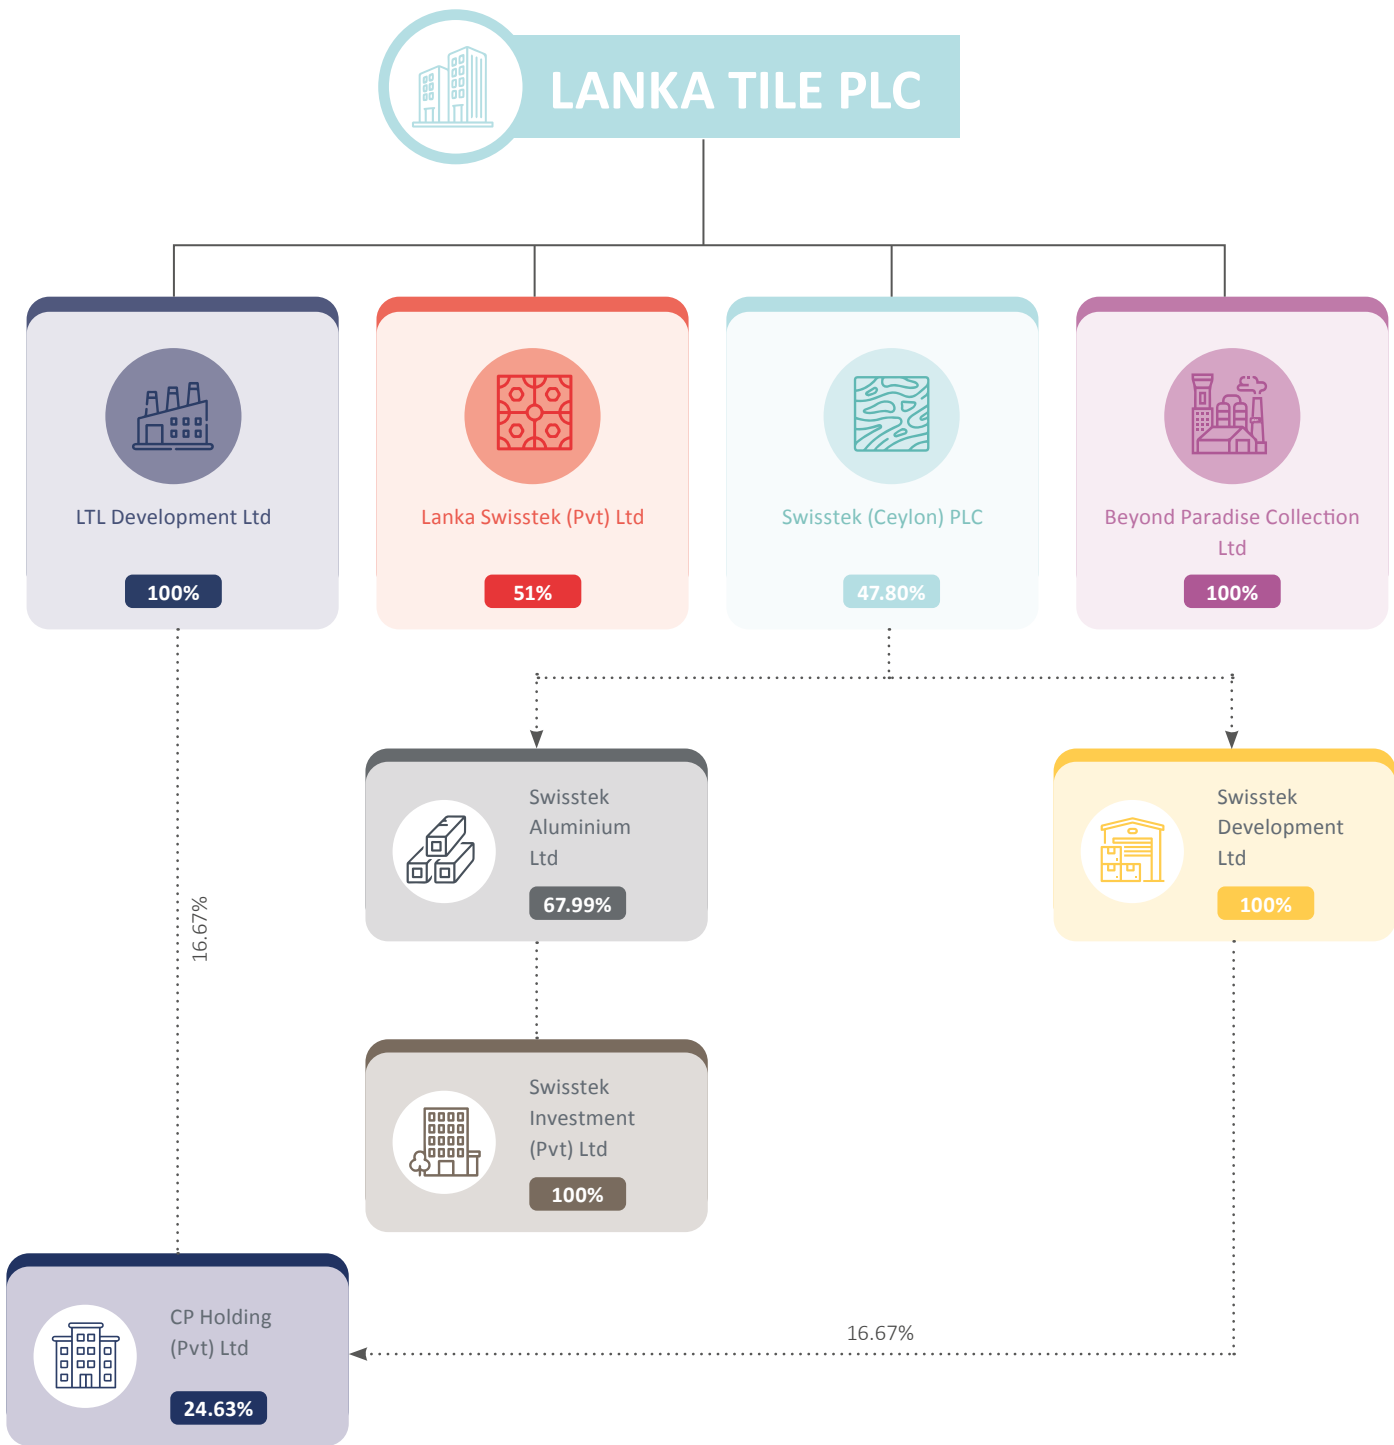 LANKA TILE PLC
LTL Development Ltd
100%
Lanka Swisstek (Pvt) Ltd
51%
Swisstek (Ceylon) PLC
47.80%
Beyond Paradise Collection
Ltd
100%
Swisstek
Aluminium
Ltd
67.99%
Swisstek
Development
Ltd
100%
16.67%
Swisstek
Investment
(Pvt) Ltd
100%
CP Holding
(Pvt) Ltd
24.63%
16.67%